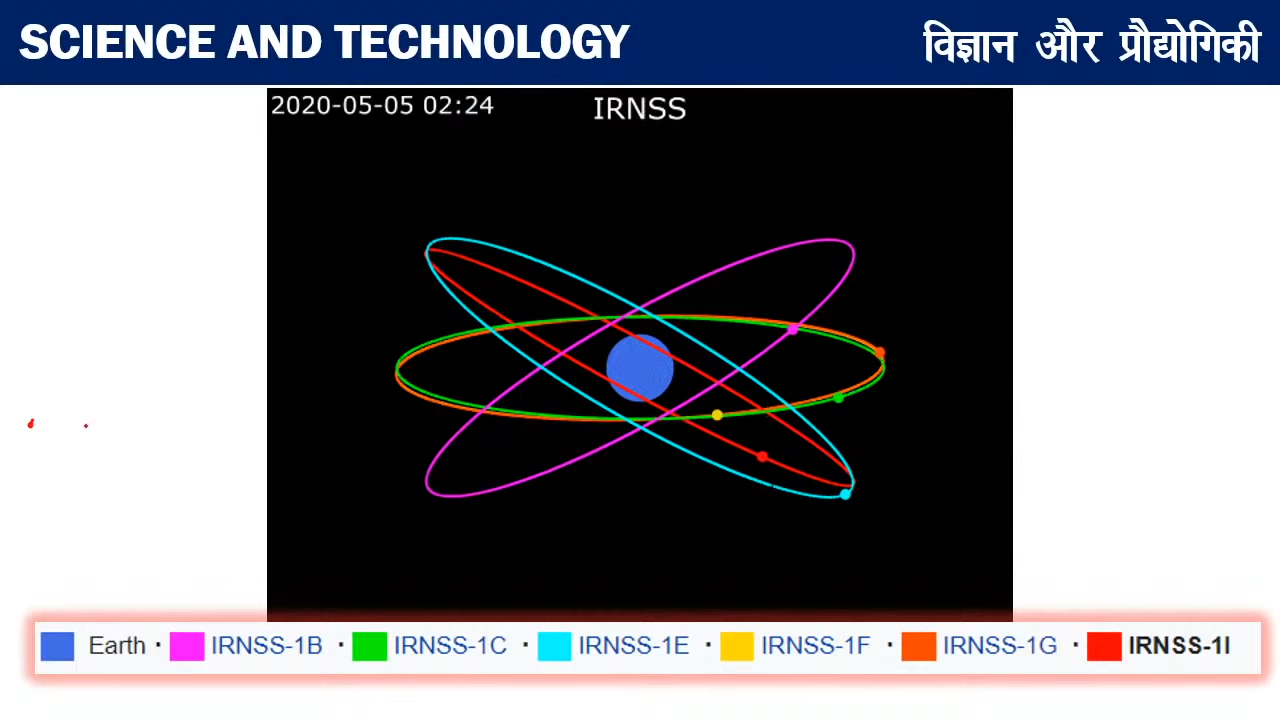 SCIENCE AND TECHNOLOGY विज्ञान और प्रौद्योगिकी
2020-05-05 02:24 IRNSS
Earth · IRNSS-1B · IRNSS-1C · IRNSS-1E · IRNSS-1F · IRNSS-1G · IRNSS-1I